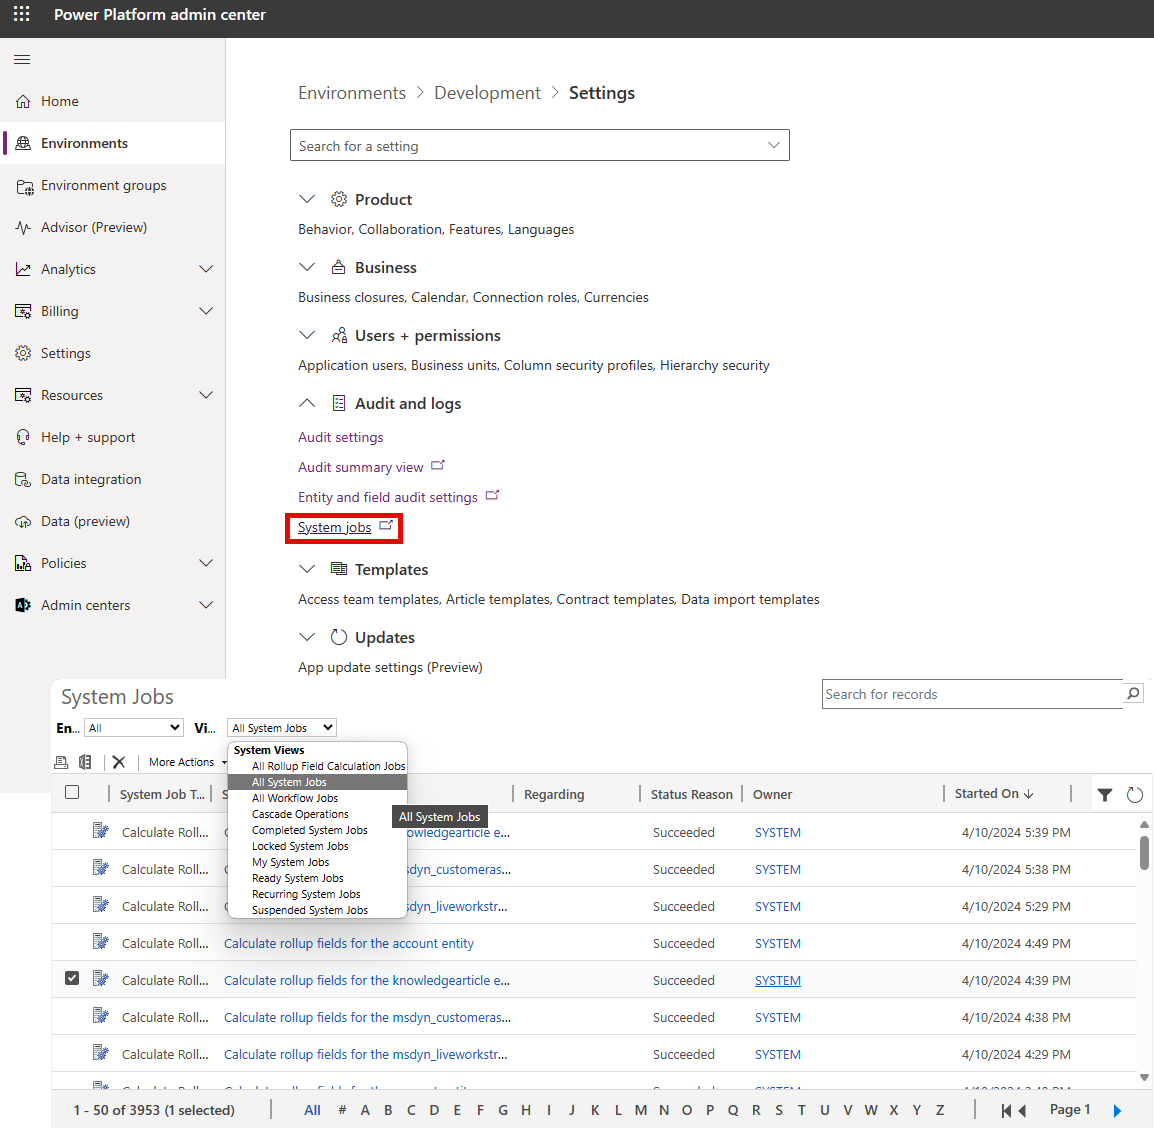 Power Platform admin center
Home
Environments
Environment groups
Advisor (Preview)
Analytics
Billing
Settings
Resources
Help + support
Data integration
Data (preview)
Policies
Admin centers
Environments > Development > Settings
Search for a setting
Product
Behavior, Collaboration, Features, Languages
Business
Business closures, Calendar, Connection roles, Currencies
Users + permissions
Application users, Business units, Column security profiles, Hierarchy security
Audit and logs
Audit settings
Audit summary view
Entity and field audit settings
System jobs
Templates
Access team templates, Article templates, Contract templates, Data import templates
Updates
App update settings (Preview)
System Jobs
Search for records
En... All Vi... All System Jobs
More Actions
System Views
All Rollup Field Calculation Jobs
All System Jobs
All Workflow Jobs
Cascade Operations
Completed System Jobs
Locked System Jobs
My System Jobs
Ready System Jobs
Recurring System Jobs
Suspended System Jobs
All System Jobs
System Job T... S Regarding Status Reason Owner Started On
Calculate Roll... owledgearticle e... Succeeded SYSTEM 4/10/2024 5:39 PM
Calculate Roll... sdyn_customeras... Succeeded SYSTEM 4/10/2024 5:38 PM
Calculate Roll... sdyn_liveworkstr... Succeeded SYSTEM 4/10/2024 5:29 PM
Calculate Roll... Calculate rollup fields for the account entity Succeeded SYSTEM 4/10/2024 4:49 PM
Calculate Roll... Calculate rollup fields for the knowledgearticle e... Succeeded SYSTEM 4/10/2024 4:39 PM
Calculate Roll... Calculate rollup fields for the msdyn_customeras... Succeeded SYSTEM 4/10/2024 4:38 PM
Calculate Roll... Calculate rollup fields for the msdyn_liveworkstr... Succeeded SYSTEM 4/10/2024 4:29 PM
1 - 50 of 3953 (1 selected) All # A B C D E F G H I J K L M N O P Q R S T U V W X Y Z Page 1